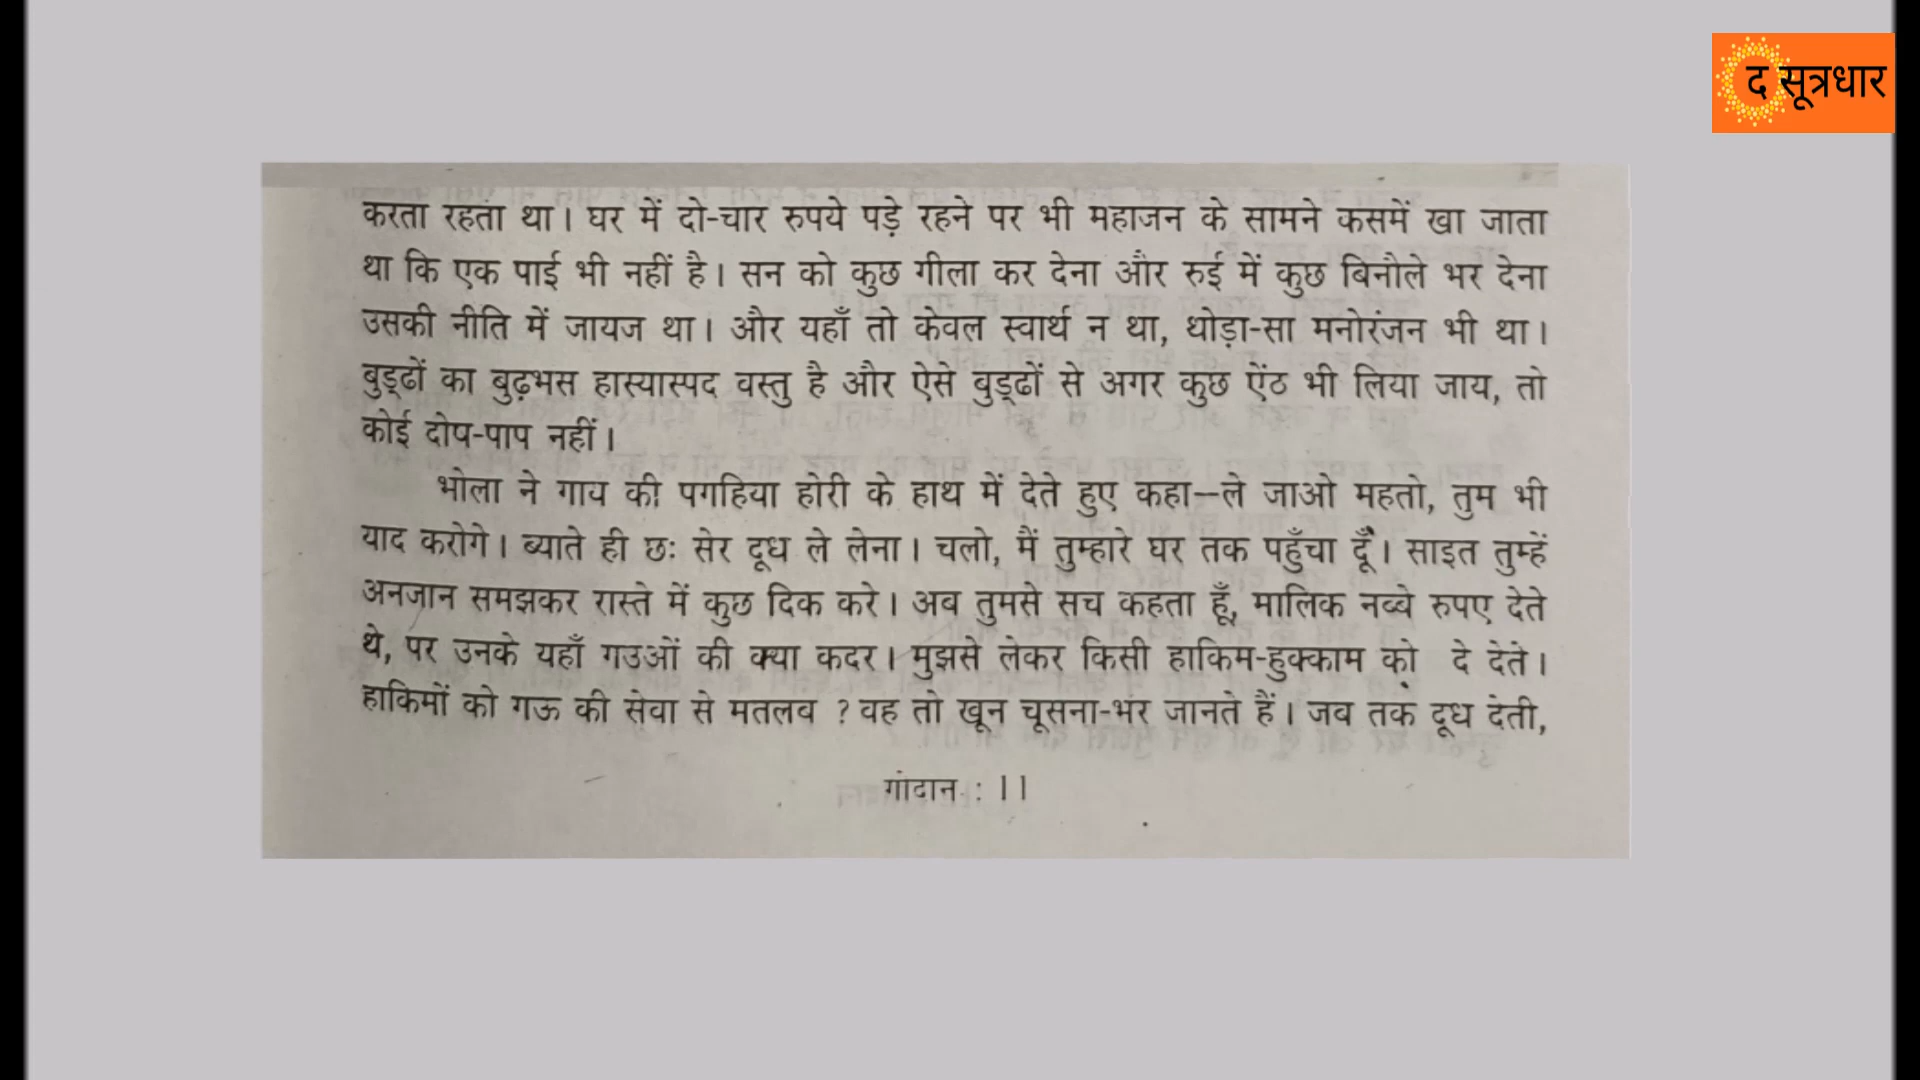 द सूत्रधार
करता रहता था। घर में दो-चार रुपये पड़े रहने पर भी महाजन के सामने कसमें खा जाता
था कि एक पाई भी नहीं है। सन को कुछ गीला कर देना और रुई में कुछ बिनौले भर देना
उसकी नीति में जायज था। और यहाँ तो केवल स्वार्थ न था, थोड़ा-सा मनोरंजन भी था।
बुड्ढों का बुढ़भस हास्यास्पद वस्तु है और ऐसे बुड्ढों से अगर कुछ ऐंठ भी लिया जाय, तो
कोई दोष-पाप नहीं।
भोला ने गाय की पगहिया होरी के हाथ में देते हुए कहा—ले जाओ महतो, तुम भी
याद करोगे। ब्याते ही छः सेर दूध ले लेना। चलो, मैं तुम्हारे घर तक पहुँचा दूँ। साइत तुम्हें
अनजान समझकर रास्ते में कुछ दिक करे। अब तुमसे सच कहता हूँ, मालिक नब्बे रुपए देते
थे, पर उनके यहाँ गउओं की क्या कदर। मुझसे लेकर किसी हाकिम-हुक्काम को दे देते।
हाकिमों को गऊ की सेवा से मतलब ? वह तो खून चूसना-भर जानते हैं। जब तक दूध देती,
गोदान : 11